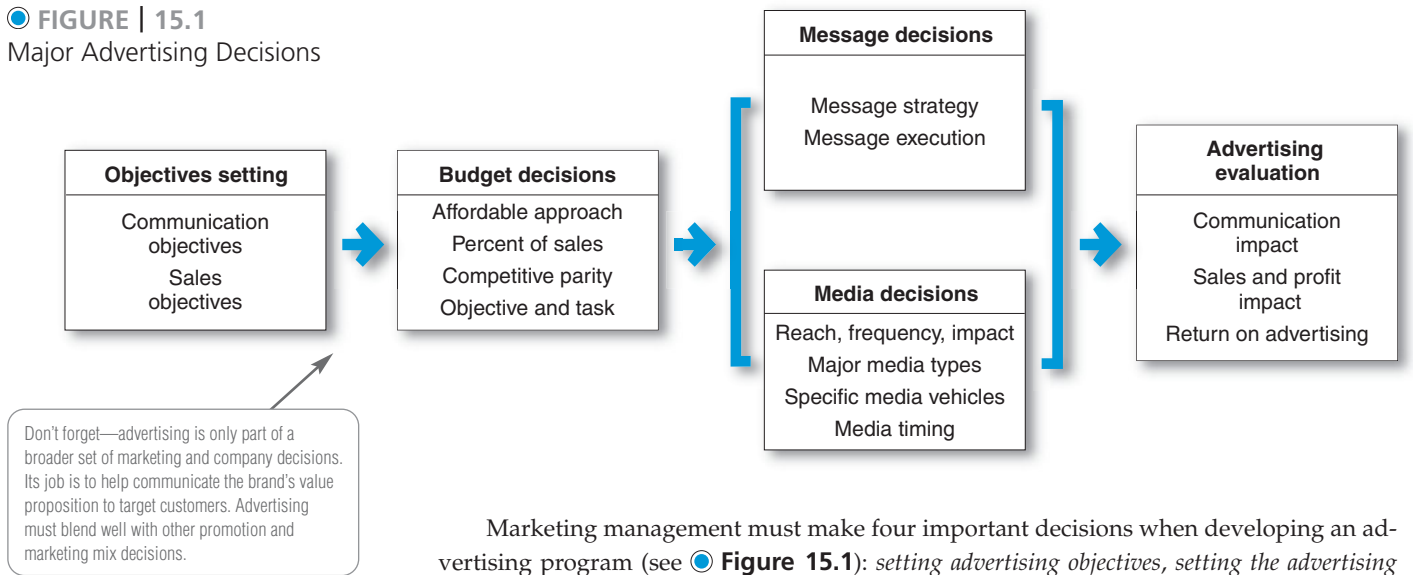 FIGURE | 15.1
Major Advertising Decisions
Objectives setting
Communication
objectives
Sales
objectives
Budget decisions
Affordable approach
Percent of sales
Competitive parity
Objective and task
Message decisions
Message strategy
Message execution
Media decisions
Reach, frequency, impact
Major media types
Specific media vehicles
Media timing
Advertising
evaluation
Communication
impact
Sales and profit
impact
Return on advertising
Don't forget—advertising is only part of a
broader set of marketing and company decisions.
Its job is to help communicate the brand's value
proposition to target customers. Advertising
must blend well with other promotion and
marketing mix decisions.
Marketing management must make four important decisions when developing an ad-
vertising program (see Figure 15.1): setting advertising objectives, setting the advertising